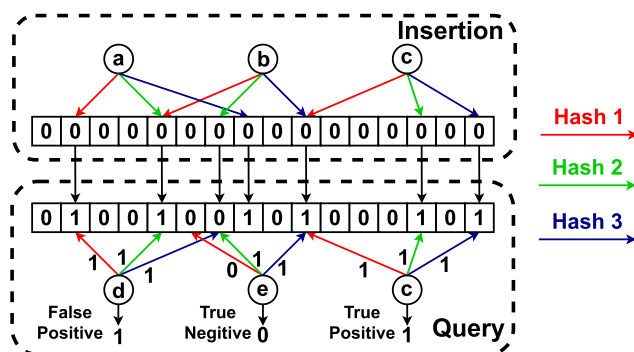 Insertion
a b c
0 0 0 0 0 0 0 0 0 0 0 0 0 0 0 0
Hash 1
Hash 2
Hash 3
0 1 0 0 1 0 0 1 0 1 0 0 0 1 0 1
1 1 1 0 1 1 1 1 1
d e c
False
Positive 1
True
Negitive 0
True
Positive 1
Query